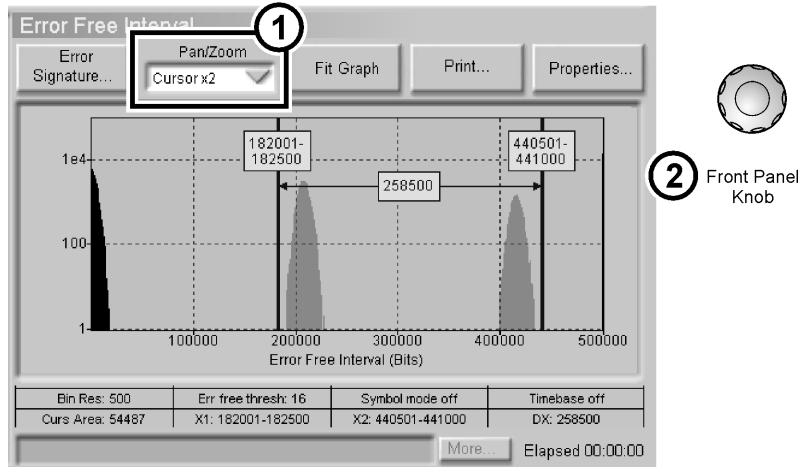 Error Free Interval
1
Error
Signature...
Pan/Zoom
Cursor x2
Fit Graph
Print...
Properties...
182001-
182500
440501-
441000
258500
1e4
100
1
100000
200000
300000
400000
500000
Error Free Interval (Bits)
2
Front Panel
Knob
Bin Res: 500
Err free thresh: 16
Symbol mode off
Timebase off
Curs Area: 54487
X1: 182001-182500
X2: 440501-441000
DX: 258500
More...
Elapsed 00:00:00